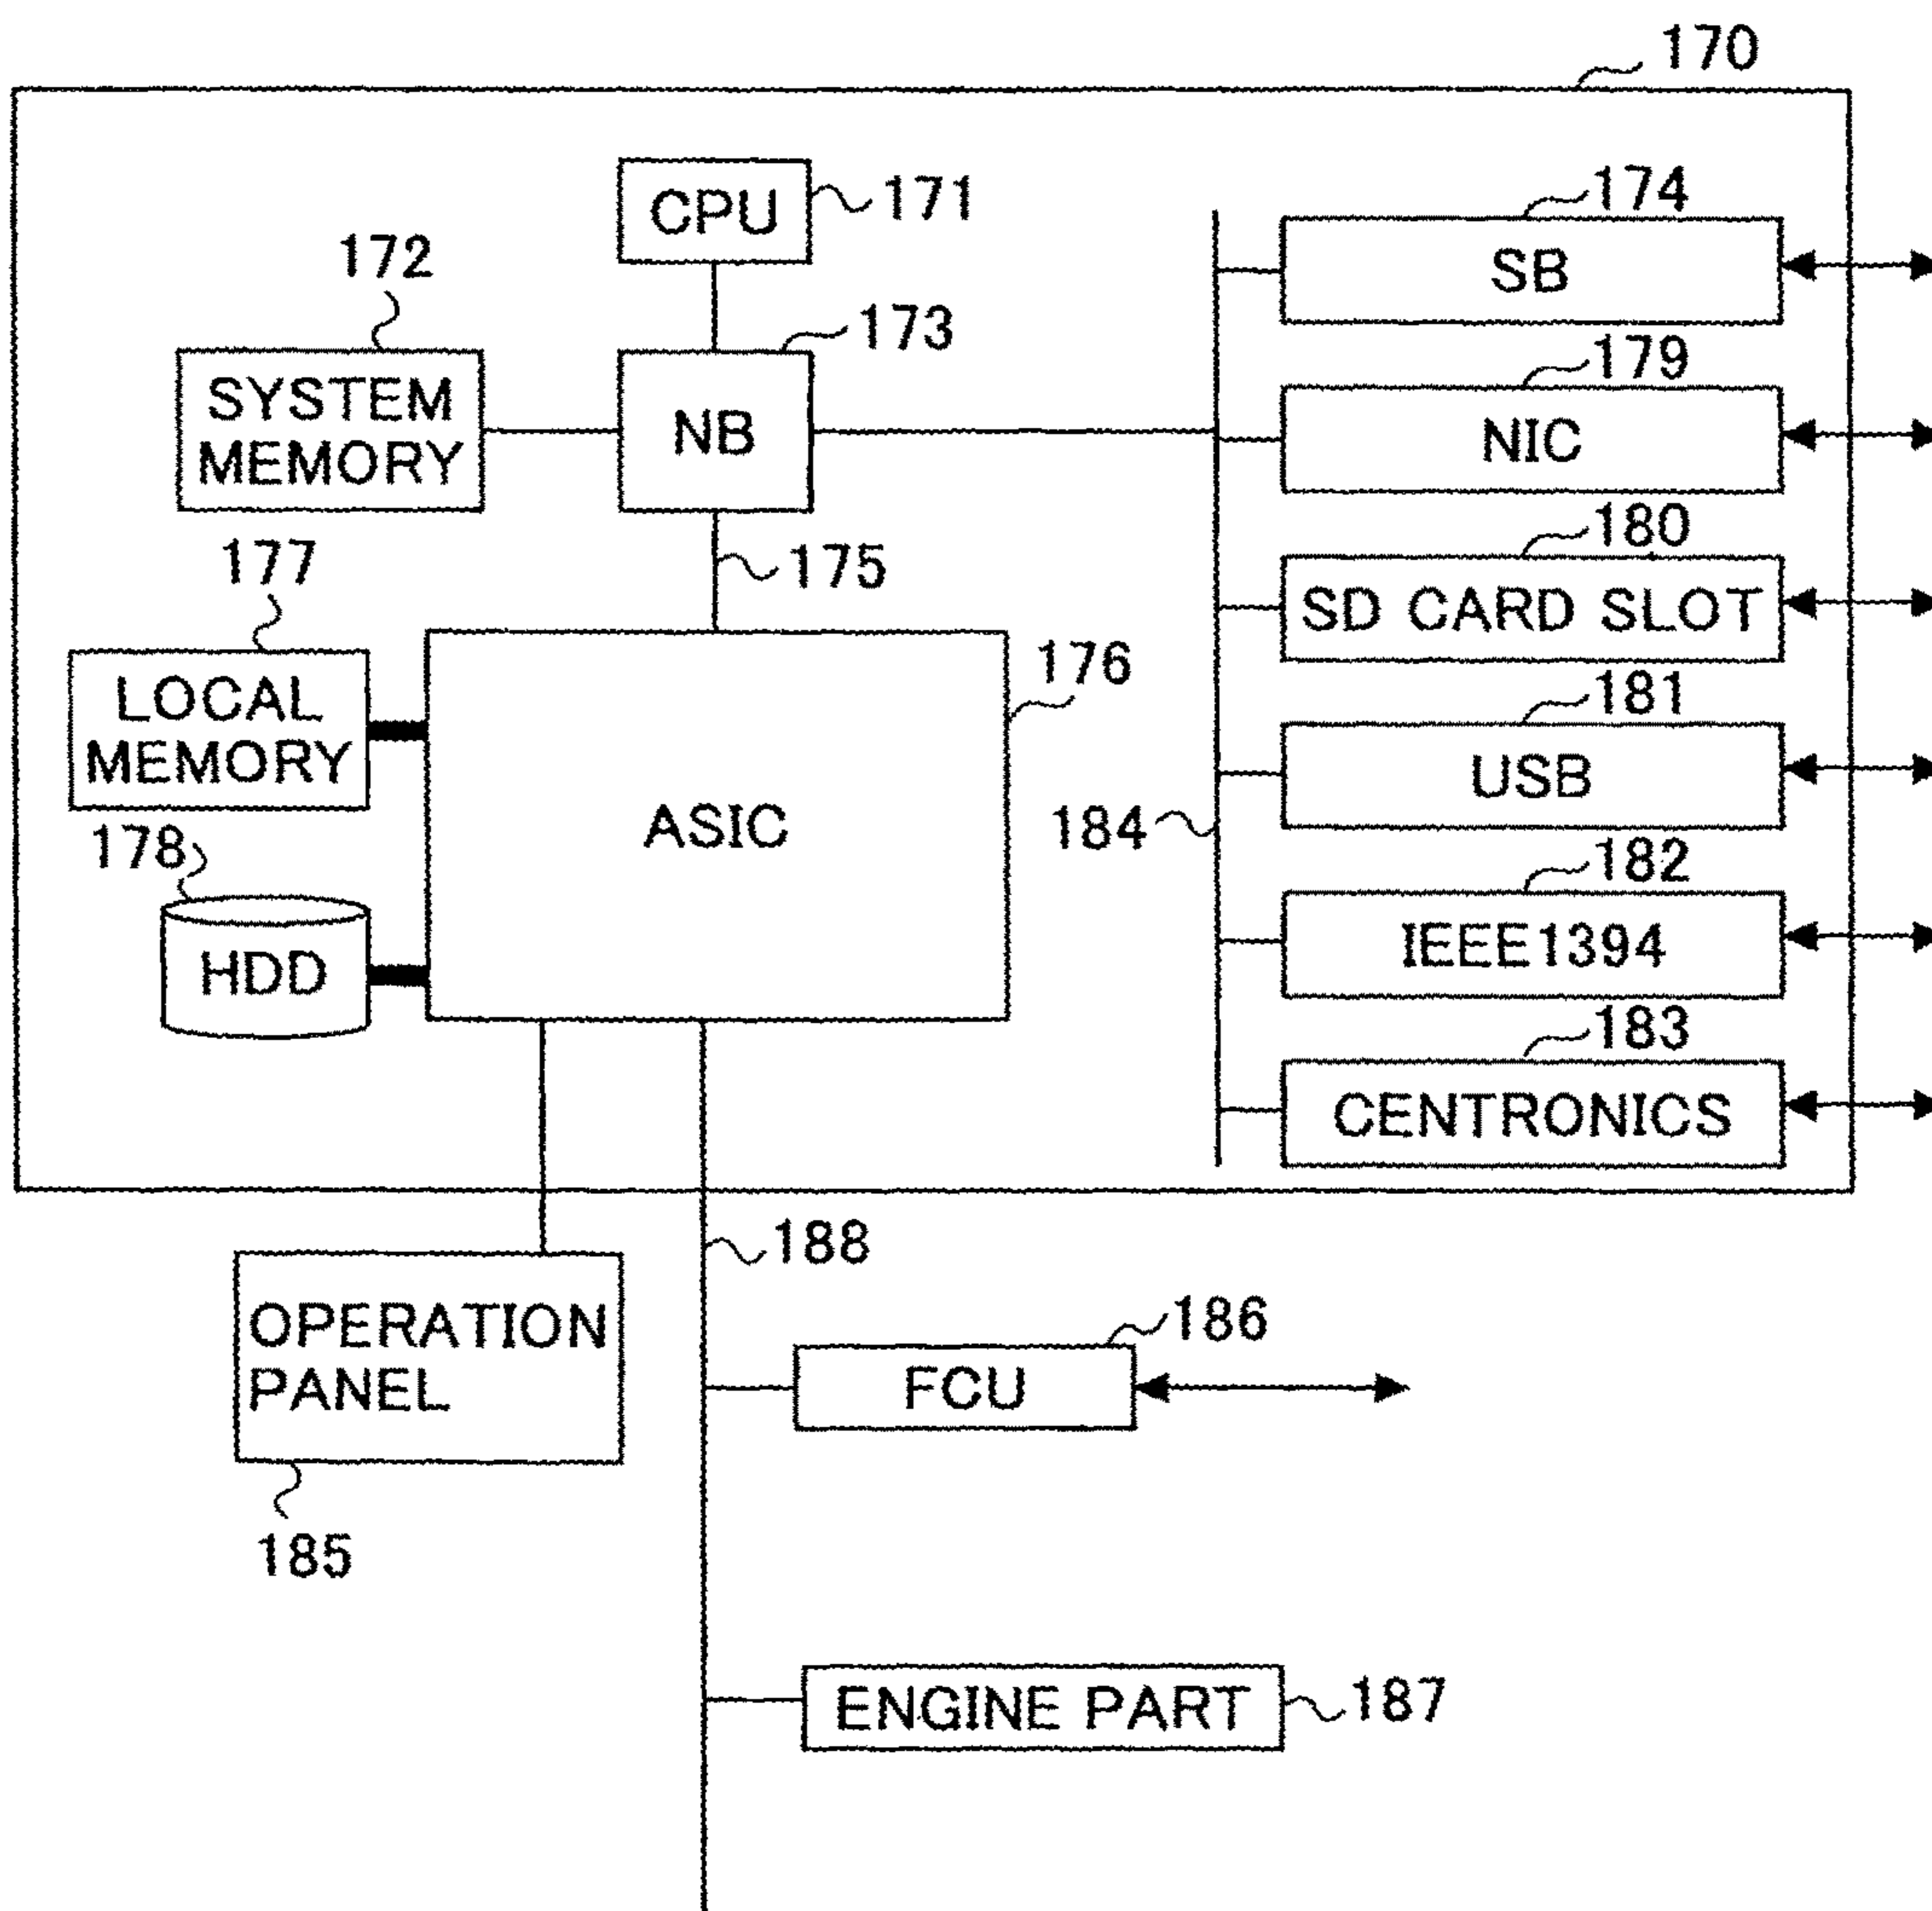 170
CPU
171
174
SB
172
SYSTEM
MEMORY
173
NB
179
NIC
175
180
SD CARD SLOT
177
LOCAL
MEMORY
176
ASIC
181
USB
184
178
HDD
182
IEEE1394
183
CENTRONICS
188
OPERATION
PANEL
185
186
FCU
ENGINE PART
187